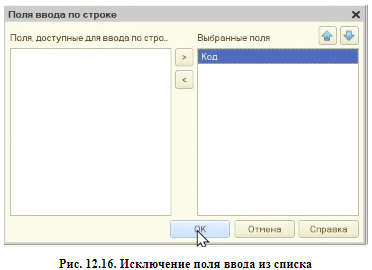 Поля ввода по строке
Поля, доступные для ввода по стро..
Выбранные поля
Код
>
<
OK
Отмена
Справка
Рис. 12.16. Исключение поля ввода из списка